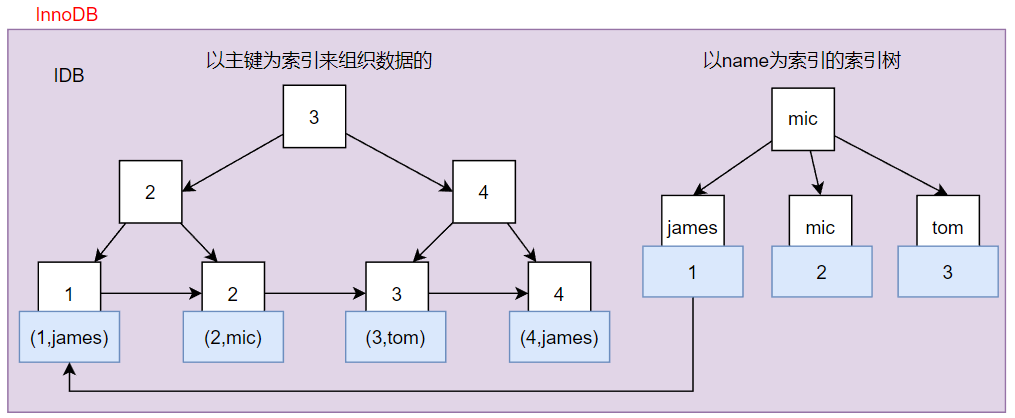 InnoDB
IDB
以主键为索引来组织数据的
3
2
4
1
2
3
4
(1,james)
(2,mic)
(3,tom)
(4,james)
以name为索引的索引树
mic
james
mic
tom
1
2
3